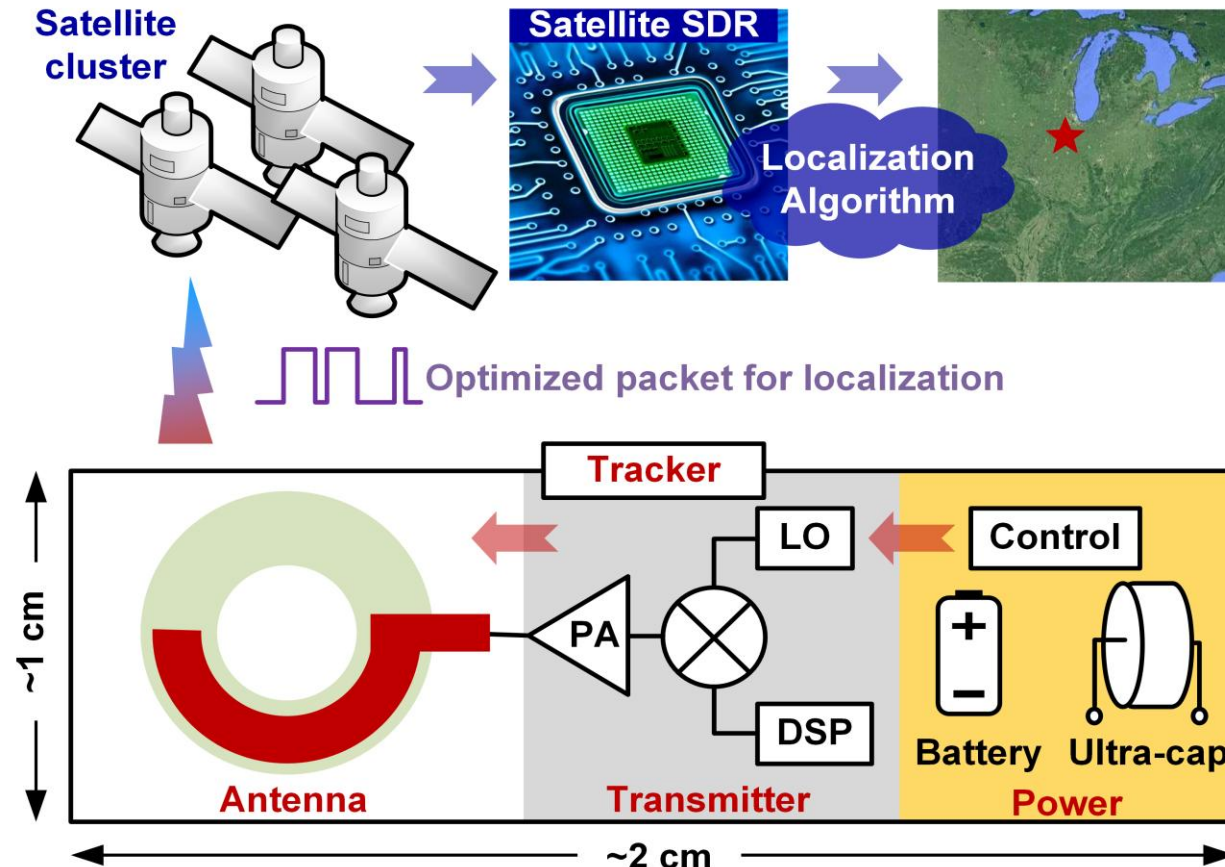 Satellite
cluster
Satellite SDR
Localization
Algorithm
Optimized packet for localization
Tracker
~1 cm
LO
Control
PA
DSP
+
−
Battery
Ultra-cap
Antenna
Transmitter
Power
~2 cm